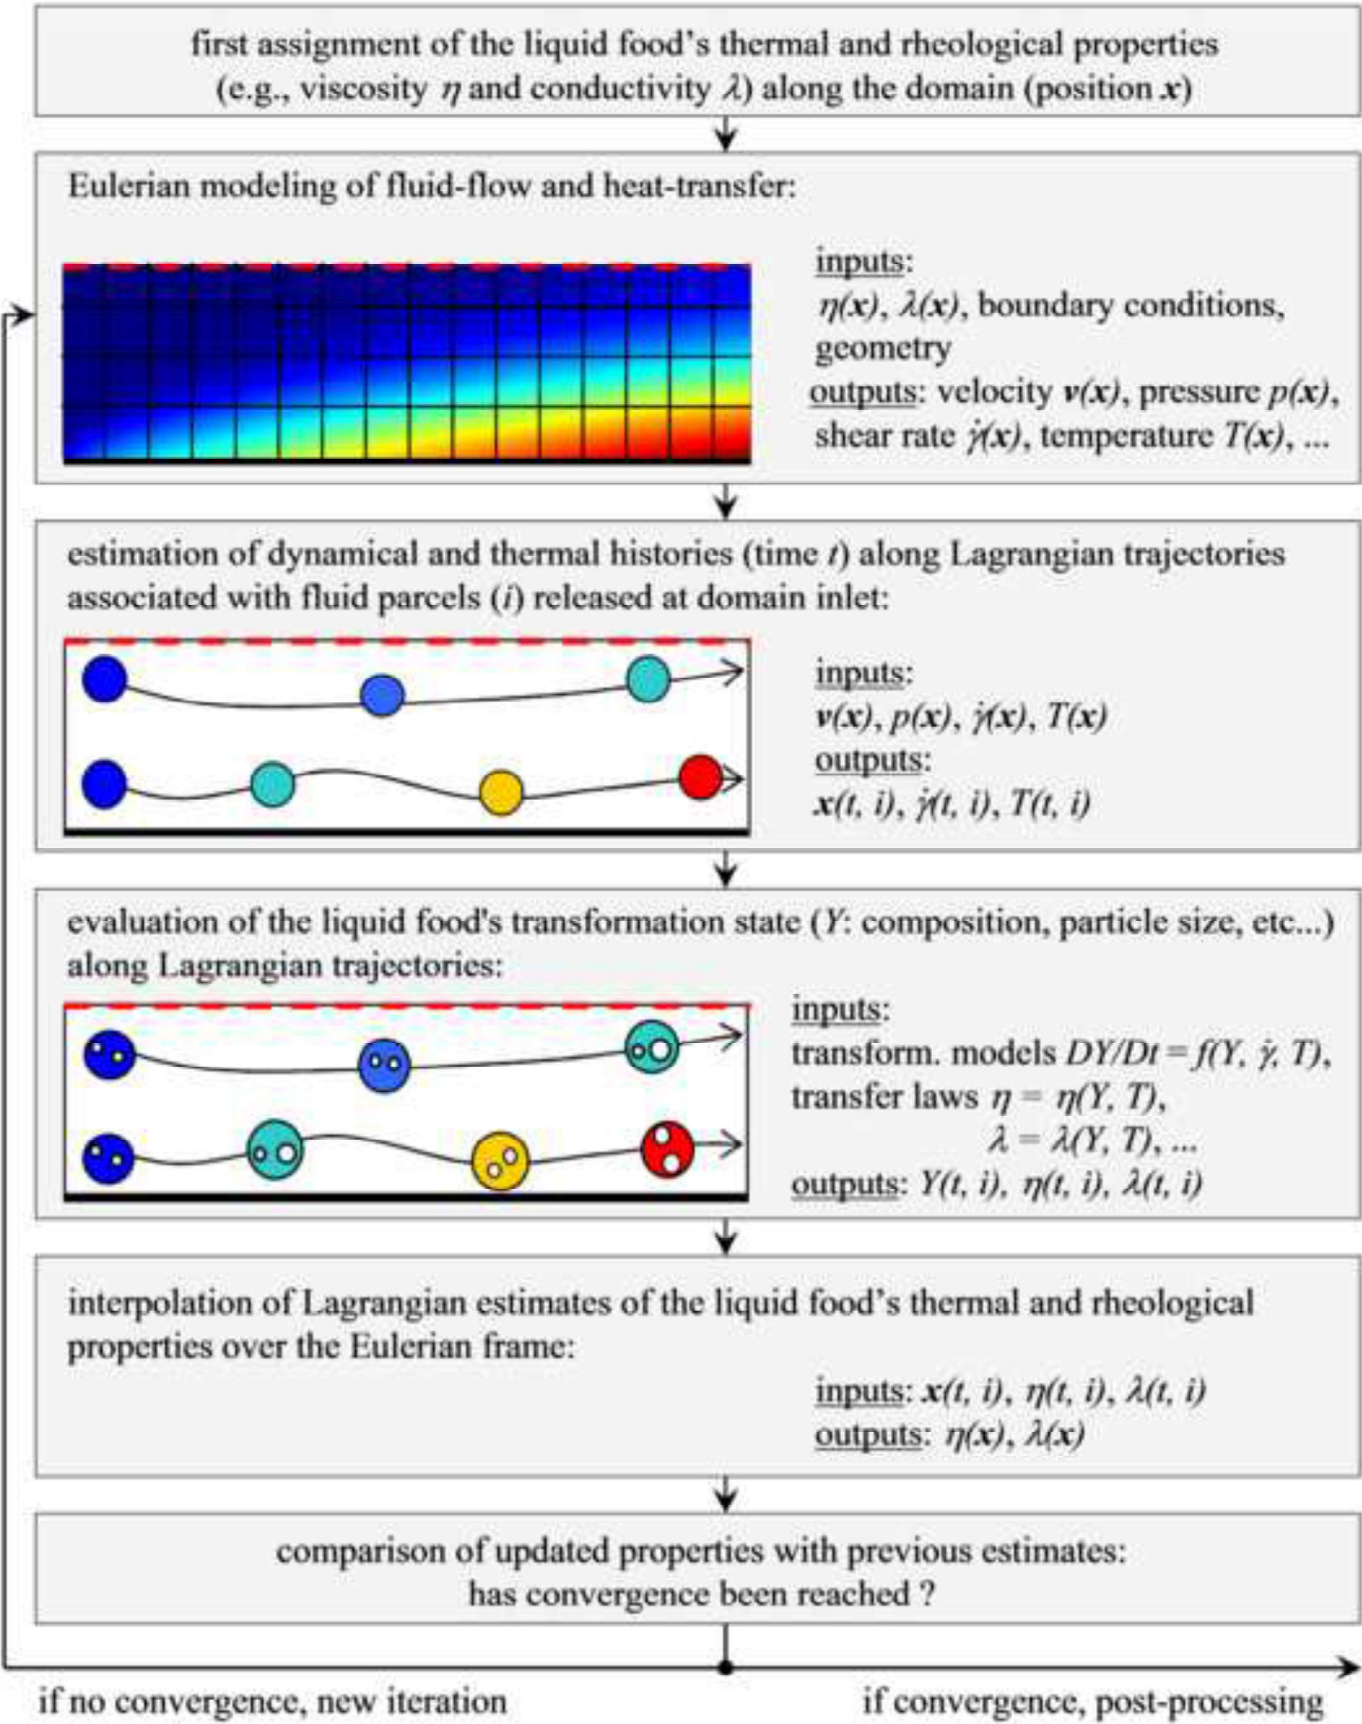 first assignment of the liquid food's thermal and rheological properties
(e.g., viscosity η and conductivity λ) along the domain (position x)
Eulerian modeling of fluid-flow and heat-transfer:
inputs:
η(x), λ(x), boundary conditions,
geometry
outputs: velocity v(x), pressure p(x),
shear rate γ̇(x), temperature T(x), ...
estimation of dynamical and thermal histories (time t) along Lagrangian trajectories
associated with fluid parcels (i) released at domain inlet:
inputs:
v(x), p(x), γ̇(x), T(x)
outputs:
x(t, i), γ̇(t, i), T(t, i)
evaluation of the liquid food's transformation state (Y: composition, particle size, etc...)
along Lagrangian trajectories:
inputs:
transform. models DY/Dt = f(Y, γ̇, T),
transfer laws η = η(Y, T),
λ = λ(Y, T), ...
outputs: Y(t, i), η(t, i), λ(t, i)
interpolation of Lagrangian estimates of the liquid food's thermal and rheological
properties over the Eulerian frame:
inputs: x(t, i), η(t, i), λ(t, i)
outputs: η(x), λ(x)
comparison of updated properties with previous estimates:
has convergence been reached ?
if no convergence, new iteration
if convergence, post-processing